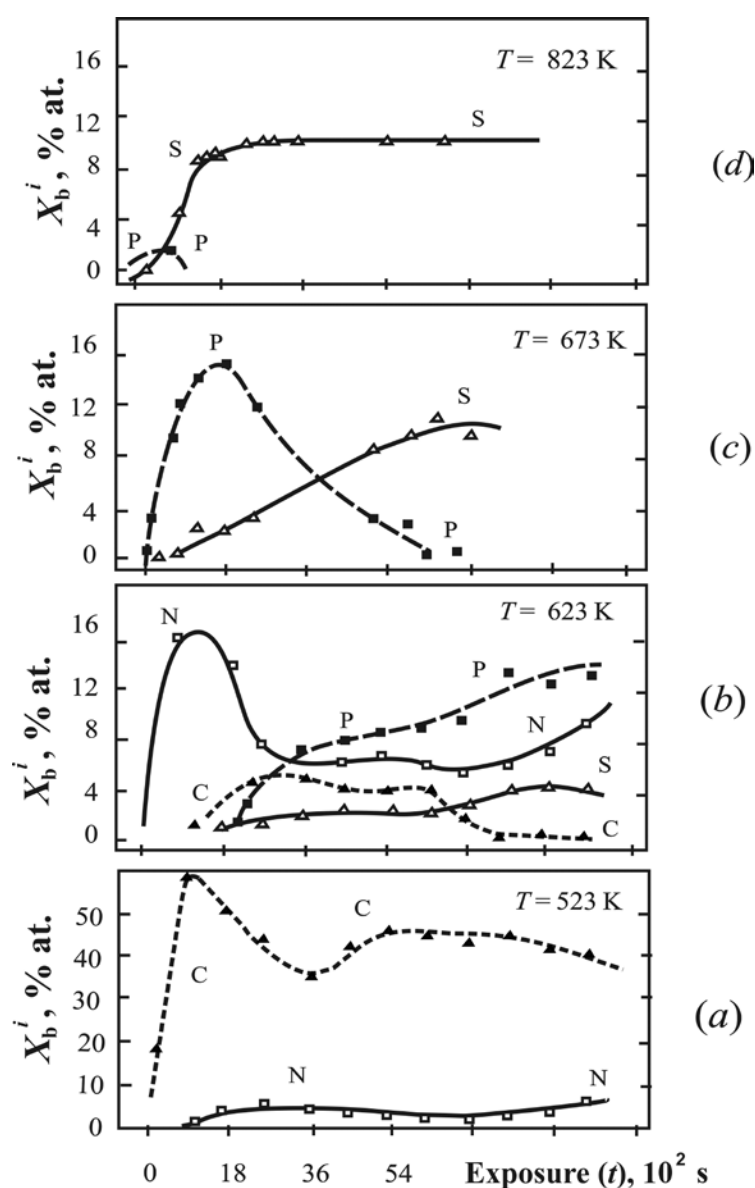 X_b^i, % at.
16
12
8
4
0
T = 823 K
S
S
P
P
(d)
X_b^i, % at.
16
12
8
4
0
T = 673 K
P
S
P
(c)
X_b^i, % at.
16
12
8
4
0
T = 623 K
N
P
P
N
S
C
C
(b)
X_b^i, % at.
50
40
30
20
10
0
T = 523 K
C
C
N
N
(a)
0 18 36 54 Exposure (t), 10² s